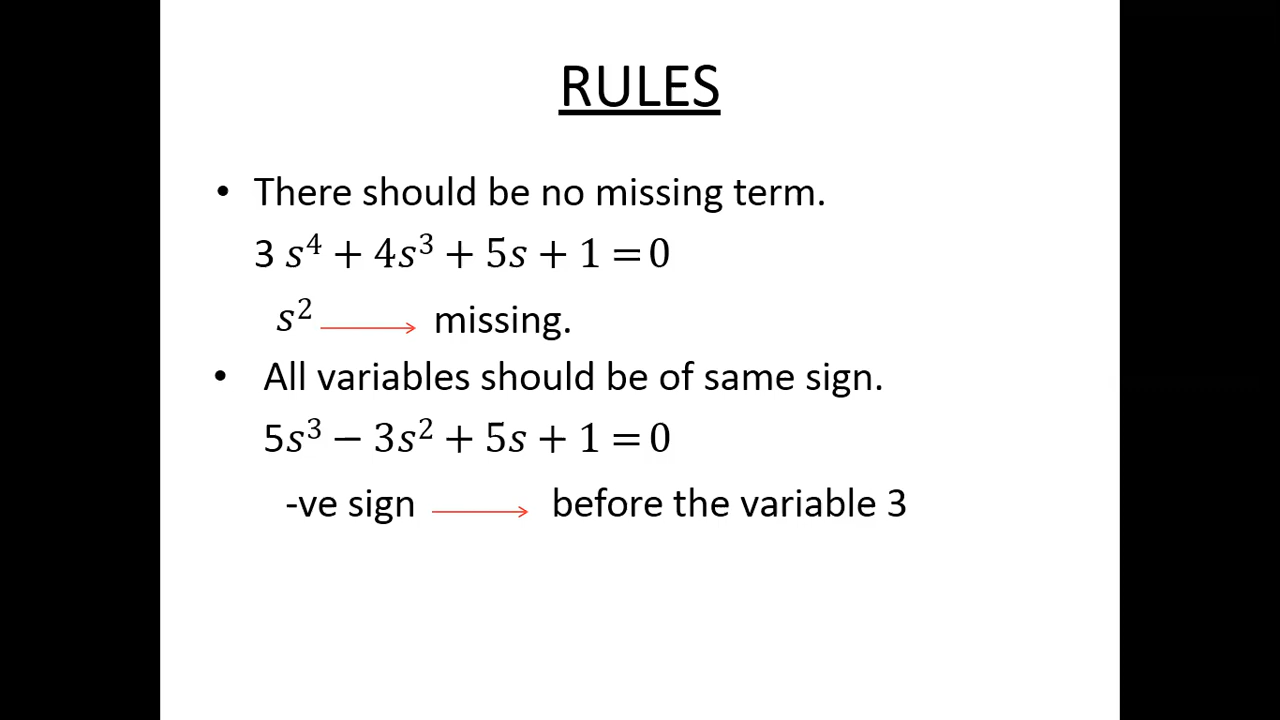 RULES
• There should be no missing term.
3 s⁴ + 4s³ + 5s + 1 = 0
s² → missing.
• All variables should be of same sign.
5s³ − 3s² + 5s + 1 = 0
-ve sign → before the variable 3